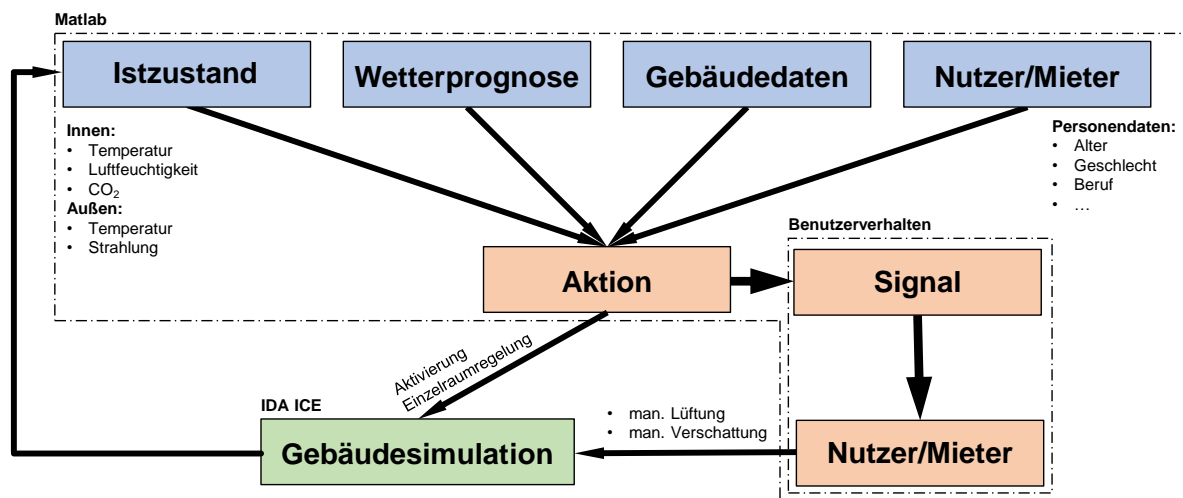 Matlab
Istzustand
Wetterprognose
Gebäudedaten
Nutzer/Mieter
Innen:
• Temperatur
• Luftfeuchtigkeit
• CO₂
Außen:
• Temperatur
• Strahlung
Personendaten:
• Alter
• Geschlecht
• Beruf
• …
Benutzerverhalten
Aktion
Signal
Aktivierung
Einzelraumregelung
IDA ICE
Gebäudesimulation
• man. Lüftung
• man. Verschattung
Nutzer/Mieter